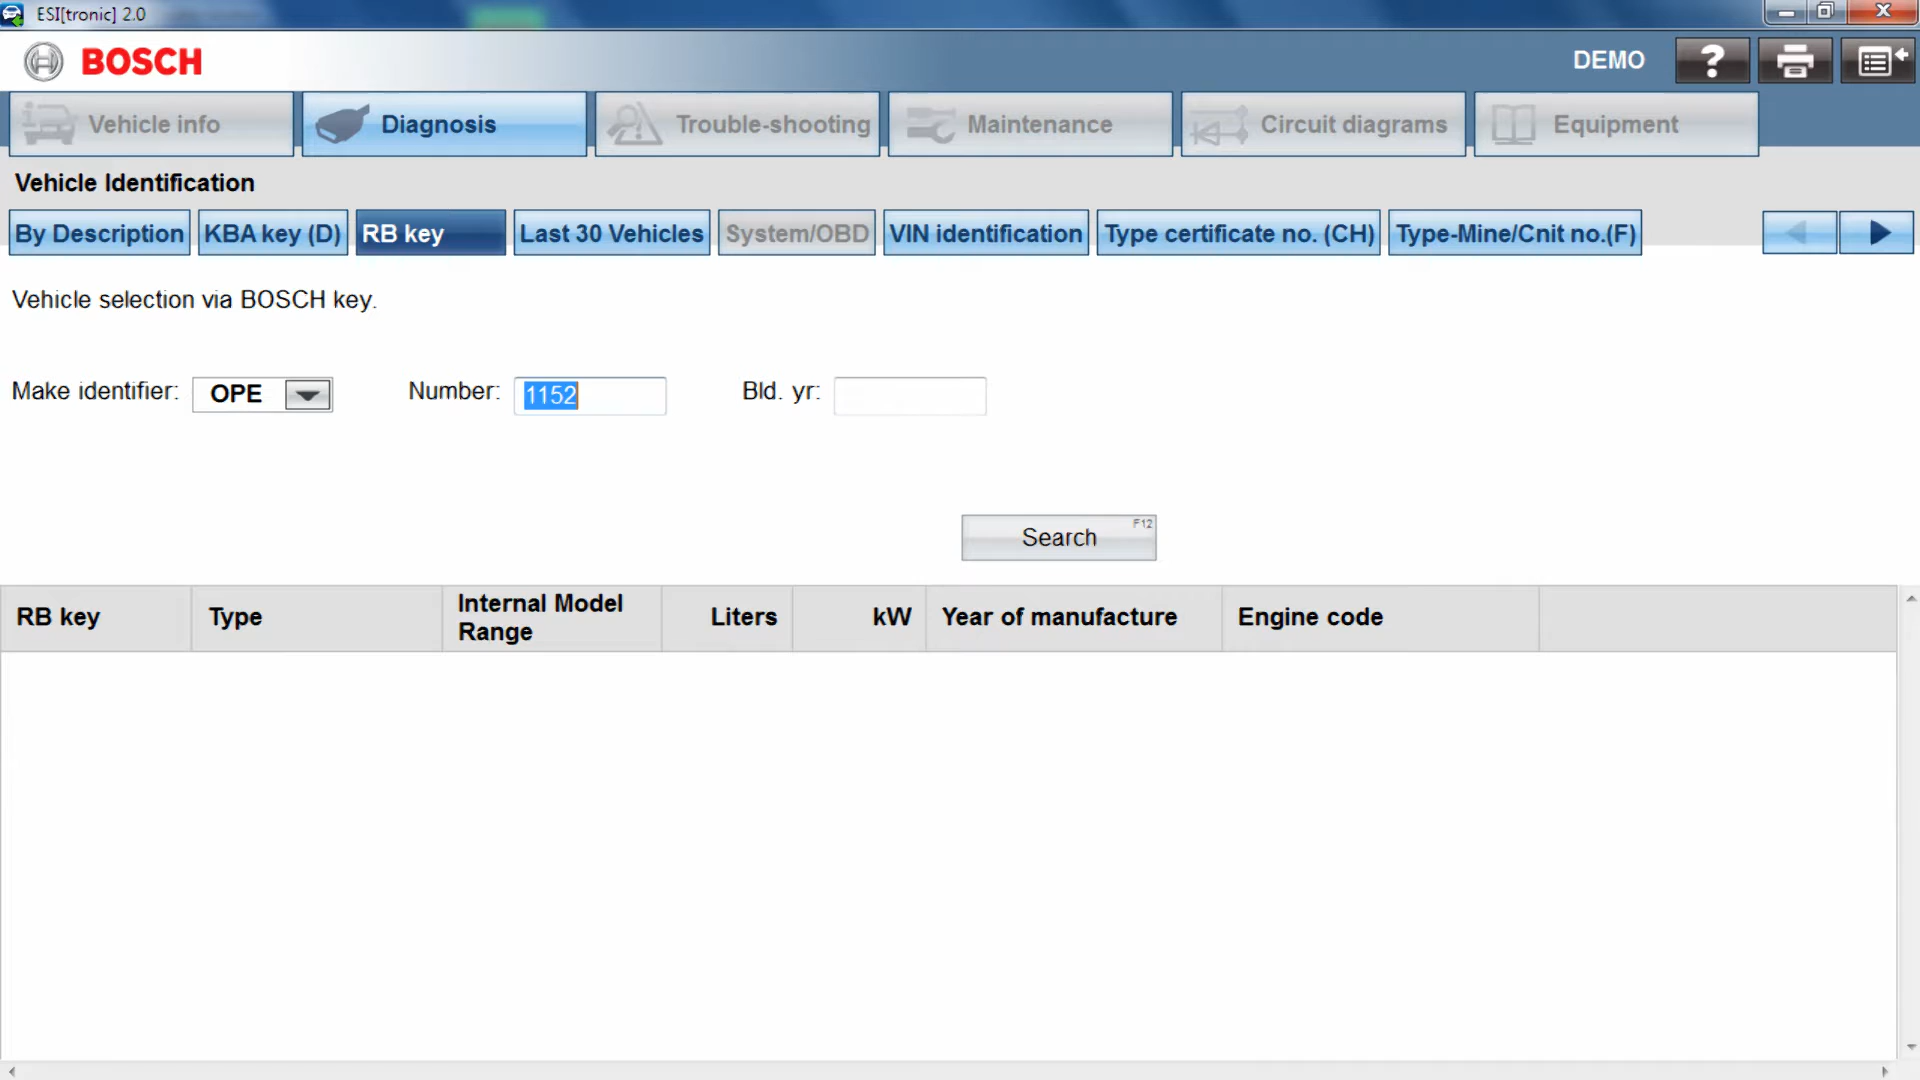 ESI[tronic] 2.0
BOSCH
DEMO
?
Vehicle info
Diagnosis
Trouble-shooting
Maintenance
Circuit diagrams
Equipment
Vehicle Identification
By Description
KBA key (D)
RB key
Last 30 Vehicles
System/OBD
VIN identification
Type certificate no. (CH)
Type-Mine/Cnit no.(F)
Vehicle selection via BOSCH key.
Make identifier: OPE
Number: 1152
Bld. yr:
Search F12
RB key
Type
Internal Model
Range
Liters
kW
Year of manufacture
Engine code